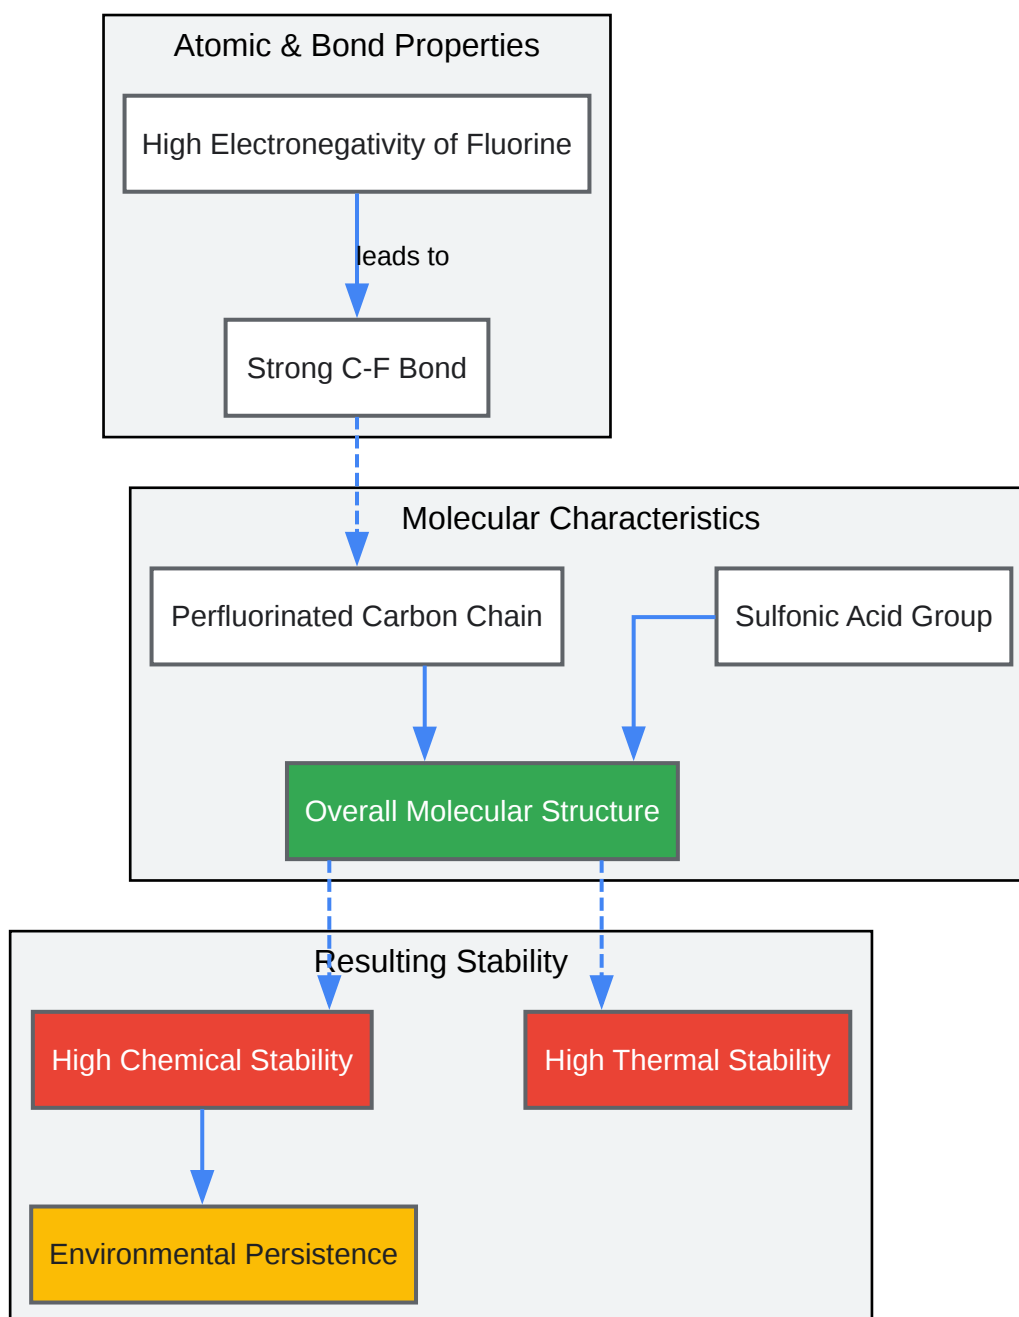 Atomic & Bond Properties
High Electronegativity of Fluorine
leads to
Strong C-F Bond
Molecular Characteristics
Perfluorinated Carbon Chain
Sulfonic Acid Group
Overall Molecular Structure
Resulting Stability
High Chemical Stability
High Thermal Stability
Environmental Persistence